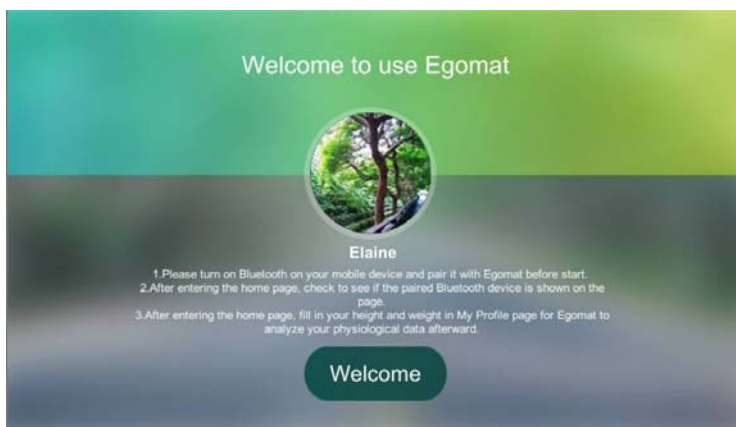 Welcome to use Egomat
Elaine
1.Please turn on Bluetooth on your mobile device and pair it with Egomat before start.
2.After entering the home page, check to see if the paired Bluetooth device is shown on the
page.
3.After entering the home page, fill in your height and weight in My Profile page for Egomat to
analyze your physiological data afterward.
Welcome